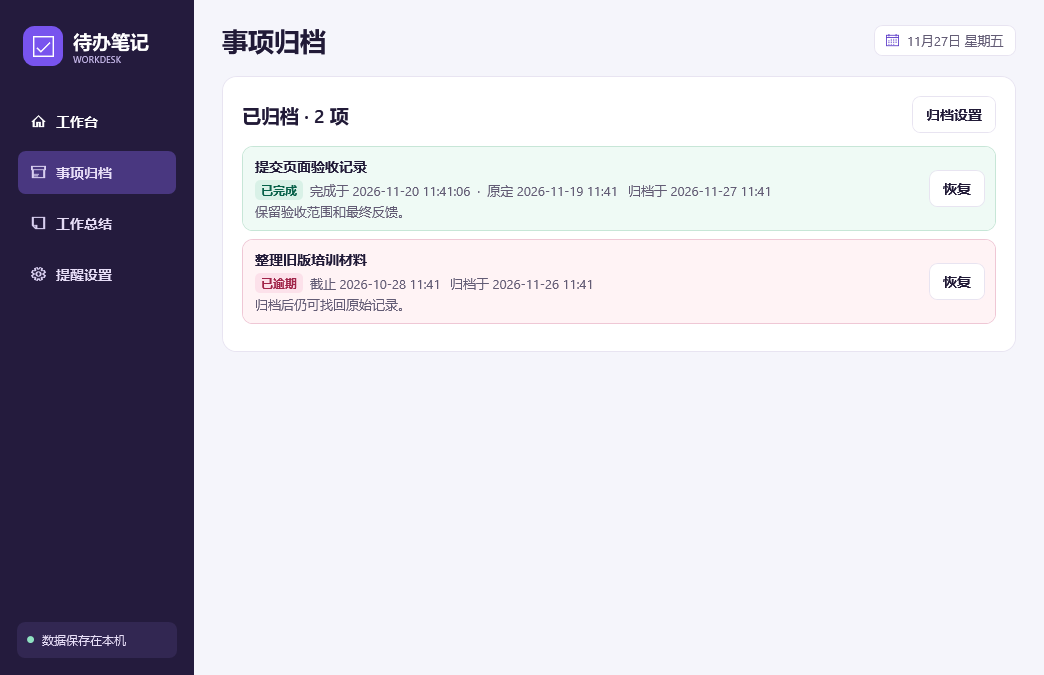 待办笔记
WORKDESK
工作台
事项归档
工作总结
提醒设置
数据保存在本机
事项归档
11月27日 星期五
已归档 · 2 项
归档设置
提交页面验收记录
已完成 完成于 2026-11-20 11:41:06 · 原定 2026-11-19 11:41 归档于 2026-11-27 11:41
保留验收范围和最终反馈。
恢复
整理旧版培训材料
已逾期 截止 2026-10-28 11:41 归档于 2026-11-26 11:41
归档后仍可找回原始记录。
恢复